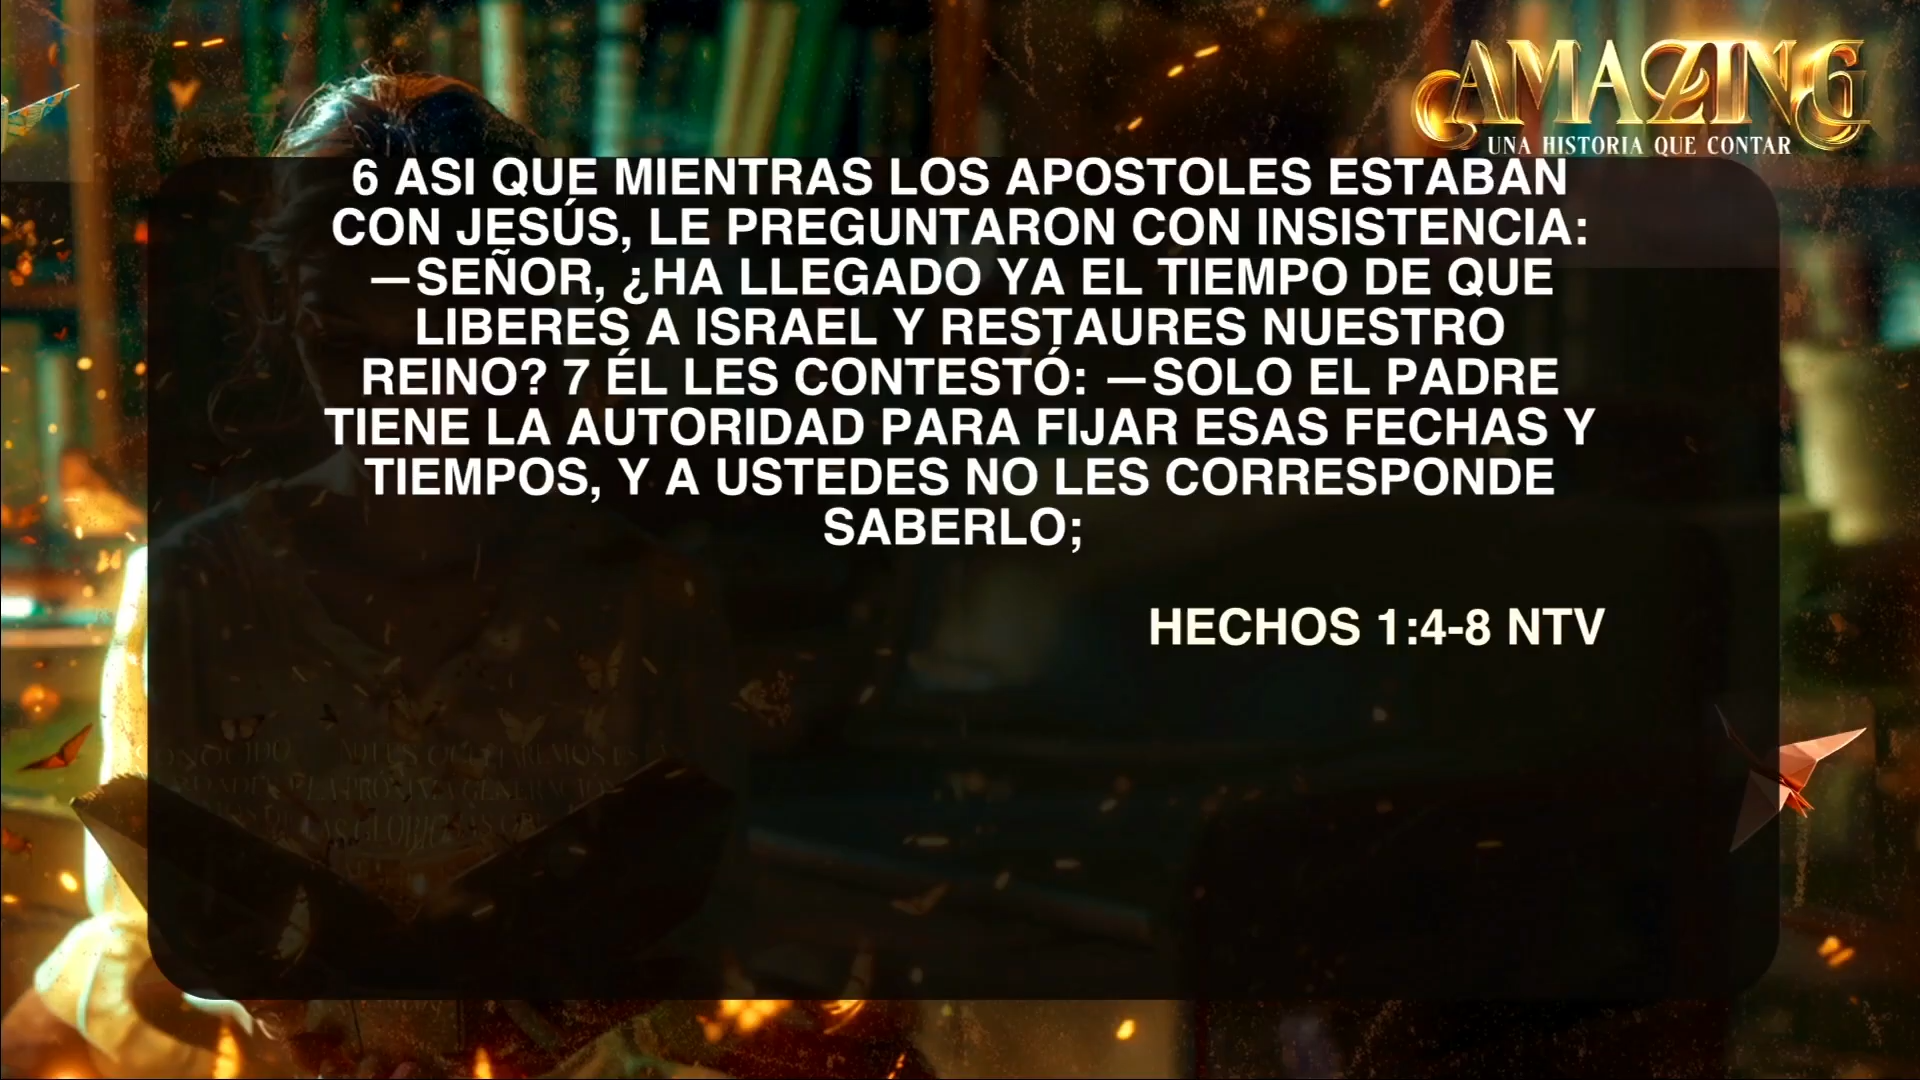 AMAZING
UNA HISTORIA QUE CONTAR
6 ASI QUE MIENTRAS LOS APOSTOLES ESTABAN
CON JESÚS, LE PREGUNTARON CON INSISTENCIA:
—SEÑOR, ¿HA LLEGADO YA EL TIEMPO DE QUE
LIBERES A ISRAEL Y RESTAURES NUESTRO
REINO? 7 ÉL LES CONTESTÓ: —SOLO EL PADRE
TIENE LA AUTORIDAD PARA FIJAR ESAS FECHAS Y
TIEMPOS, Y A USTEDES NO LES CORRESPONDE
SABERLO;
HECHOS 1:4-8 NTV